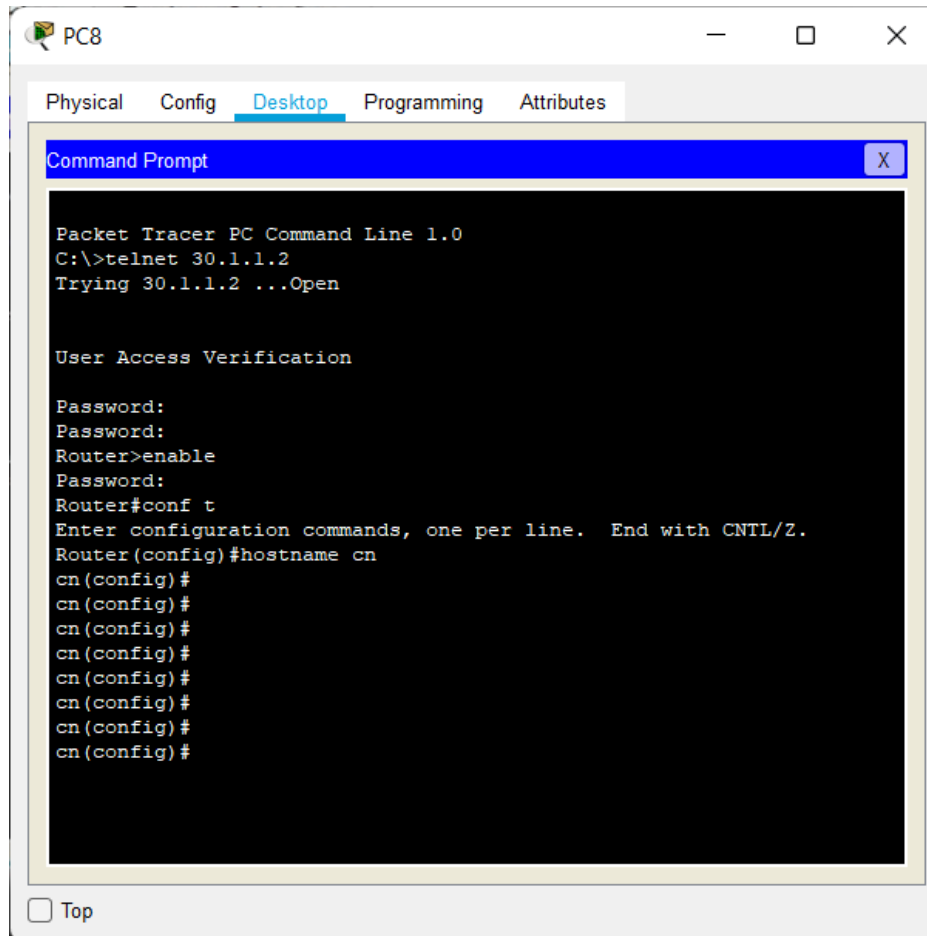 PC8
Physical Config Desktop Programming Attributes
Command Prompt
X
Packet Tracer PC Command Line 1.0
C:\>telnet 30.1.1.2
Trying 30.1.1.2 ...Open
User Access Verification
Password:
Password:
Router>enable
Password:
Router#conf t
Enter configuration commands, one per line.  End with CNTL/Z.
Router(config)#hostname cn
cn(config)#
cn(config)#
cn(config)#
cn(config)#
cn(config)#
cn(config)#
cn(config)#
cn(config)#
Top